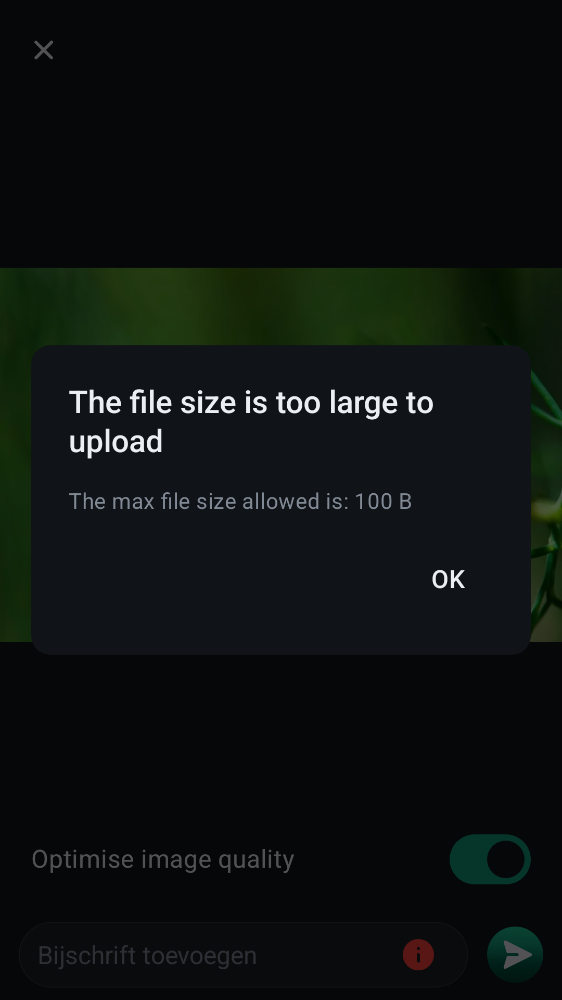 The file size is too large to
upload
The max file size allowed is: 100 B
OK
Optimise image quality
Bijschrift toevoegen